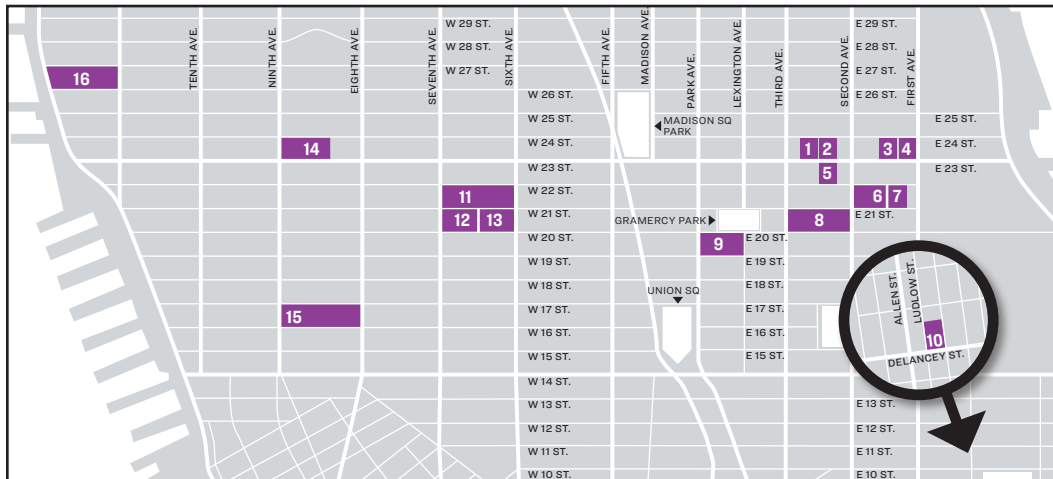 W 29 ST.
W 28 ST.
W 27 ST.
W 26 ST.
W 25 ST.
W 24 ST.
W 23 ST.
W 22 ST.
W 21 ST.
W 20 ST.
W 19 ST.
W 18 ST.
W 17 ST.
W 16 ST.
W 15 ST.
W 14 ST.
W 13 ST.
W 12 ST.
W 11 ST.
W 10 ST.
TENTH AVE.
NINTH AVE.
EIGHTH AVE.
SEVENTH AVE.
SIXTH AVE.
FIFTH AVE.
MADISON AVE.
PARK AVE.
LEXINGTON AVE.
THIRD AVE.
SECOND AVE.
FIRST AVE.
E 29 ST.
E 28 ST.
E 27 ST.
E 26 ST.
E 25 ST.
E 24 ST.
E 23 ST.
E 21 ST.
E 20 ST.
E 19 ST.
E 18 ST.
E 17 ST.
E 16 ST.
E 15 ST.
E 13 ST.
E 12 ST.
E 11 ST.
E 10 ST.
MADISON SQ
PARK
GRAMERCY PARK
UNION SQ
ALLEN ST.
LUDLOW ST.
DELANCEY ST.
16
14
1
2
3
4
5
11
6
7
12
13
8
9
15
10